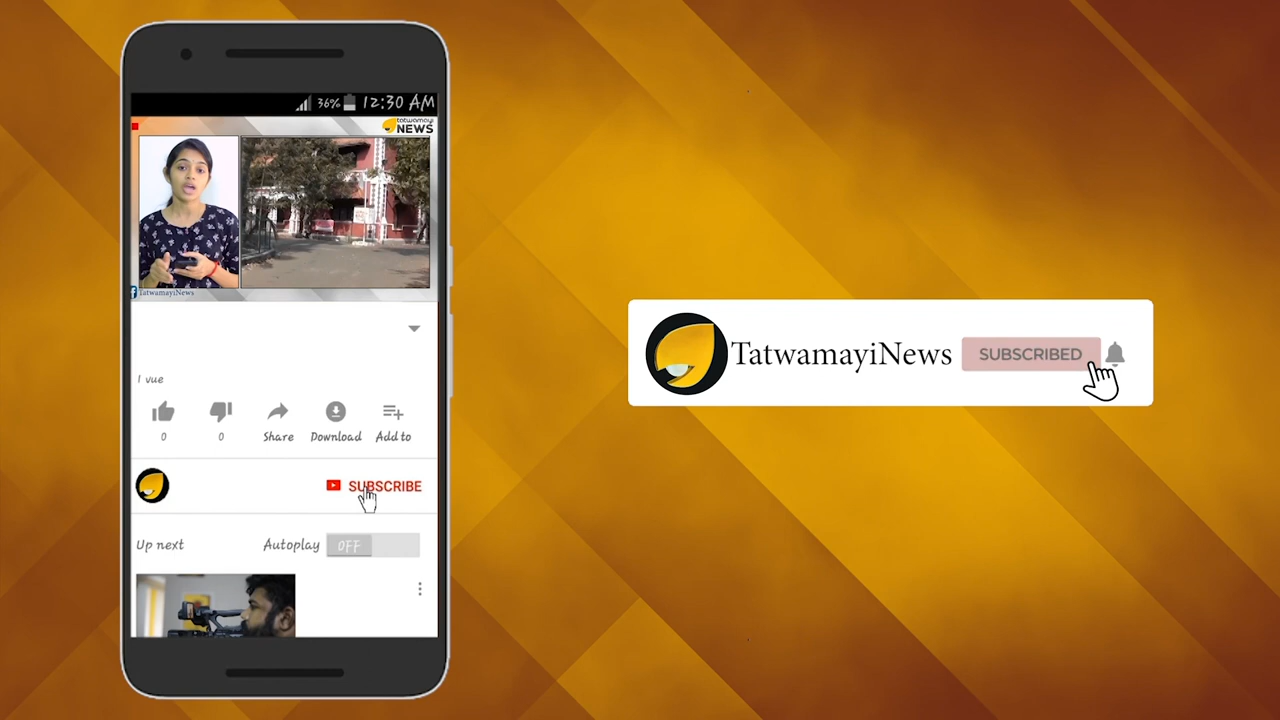 36% 12:30 AM
tatwamayi
NEWS
TatwamayiNews
1 vue
0 0 Share Download Add to
SUBSCRIBE
Up next Autoplay OFF
TatwamayiNews SUBSCRIBED